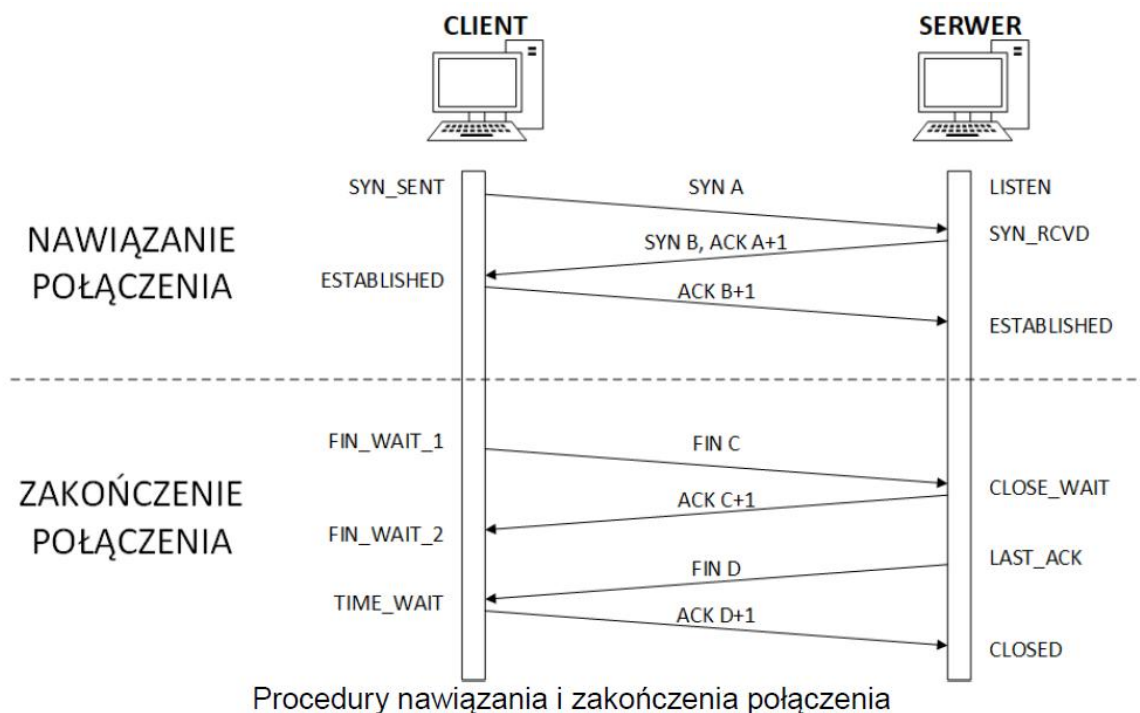 CLIENT
SERWER
NAWIĄZANIE
POŁĄCZENIA
SYN_SENT
SYN A
LISTEN
SYN_RCVD
SYN B, ACK A+1
ESTABLISHED
ACK B+1
ESTABLISHED
ZAKOŃCZENIE
POŁĄCZENIA
FIN_WAIT_1
FIN C
CLOSE_WAIT
ACK C+1
FIN_WAIT_2
LAST_ACK
FIN D
TIME_WAIT
ACK D+1
CLOSED
Procedury nawiązania i zakończenia połączenia